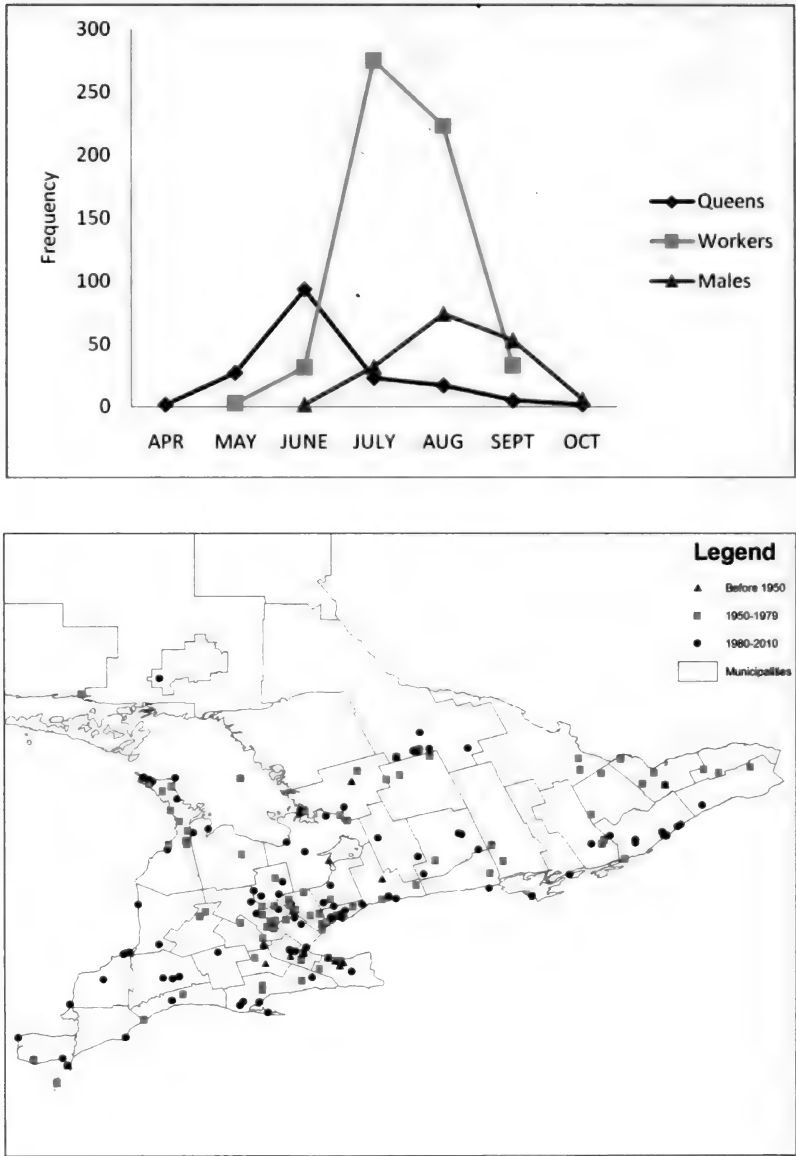 300
250
200
150
100
50
0
Frequency
APR MAY JUNE JULY AUG SEPT OCT
Queens
Workers
Males
Legend
Before 1950
1950-1979
1980-2010
Municipalities